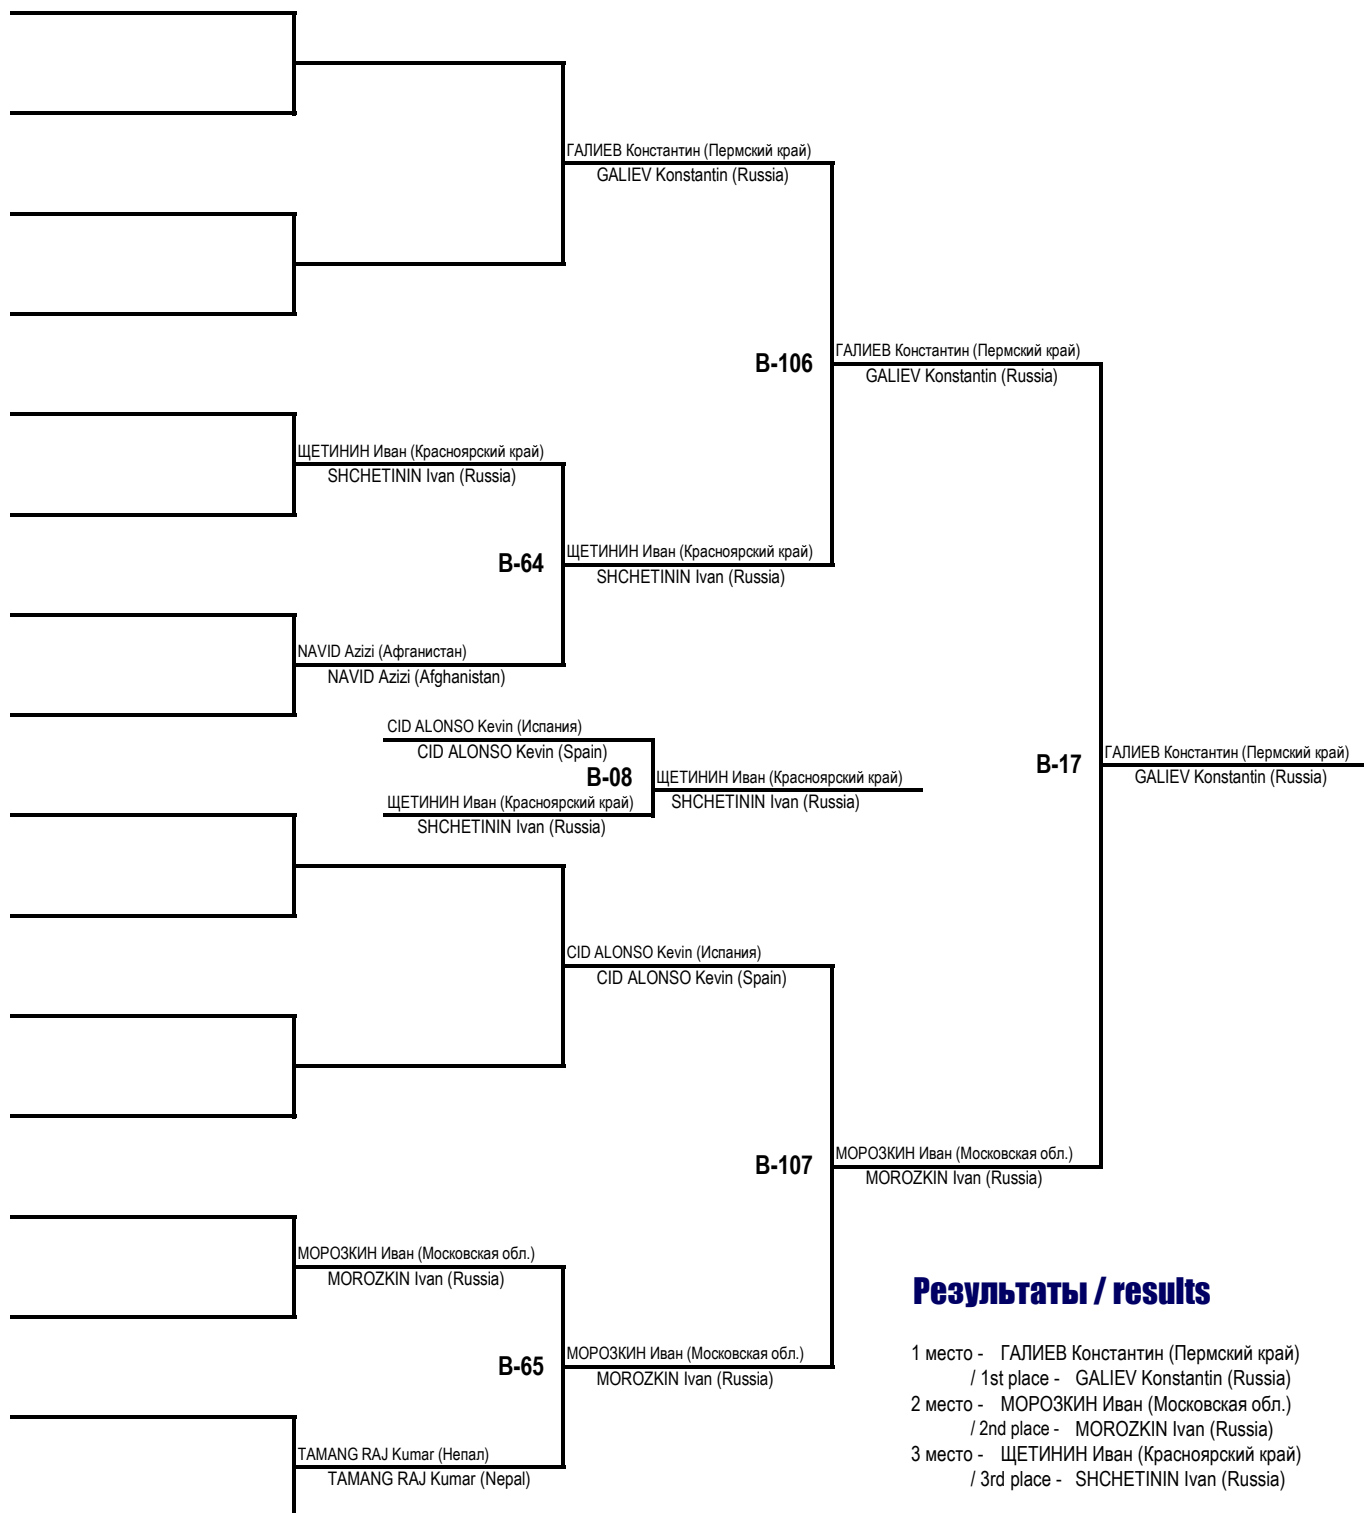 ГАЛИЕВ Константин (Пермский край)
GALIEV Konstantin (Russia)
B-106
ГАЛИЕВ Константин (Пермский край)
GALIEV Konstantin (Russia)
ЩЕТИНИН Иван (Красноярский край)
SHCHETININ Ivan (Russia)
B-64
ЩЕТИНИН Иван (Красноярский край)
SHCHETININ Ivan (Russia)
NAVID Azizi (Афганистан)
NAVID Azizi (Afghanistan)
CID ALONSO Kevin (Испания)
CID ALONSO Kevin (Spain)
B-08
ЩЕТИНИН Иван (Красноярский край)
SHCHETININ Ivan (Russia)
ЩЕТИНИН Иван (Красноярский край)
SHCHETININ Ivan (Russia)
B-17
ГАЛИЕВ Константин (Пермский край)
GALIEV Konstantin (Russia)
CID ALONSO Kevin (Испания)
CID ALONSO Kevin (Spain)
B-107
МОРОЗКИН Иван (Московская обл.)
MOROZKIN Ivan (Russia)
МОРОЗКИН Иван (Московская обл.)
MOROZKIN Ivan (Russia)
B-65
МОРОЗКИН Иван (Московская обл.)
MOROZKIN Ivan (Russia)
TAMANG RAJ Kumar (Непал)
TAMANG RAJ Kumar (Nepal)
Результаты / results
1 место - ГАЛИЕВ Константин (Пермский край)
/ 1st place - GALIEV Konstantin (Russia)
2 место - МОРОЗКИН Иван (Московская обл.)
/ 2nd place - MOROZKIN Ivan (Russia)
3 место - ЩЕТИНИН Иван (Красноярский край)
/ 3rd place - SHCHETININ Ivan (Russia)